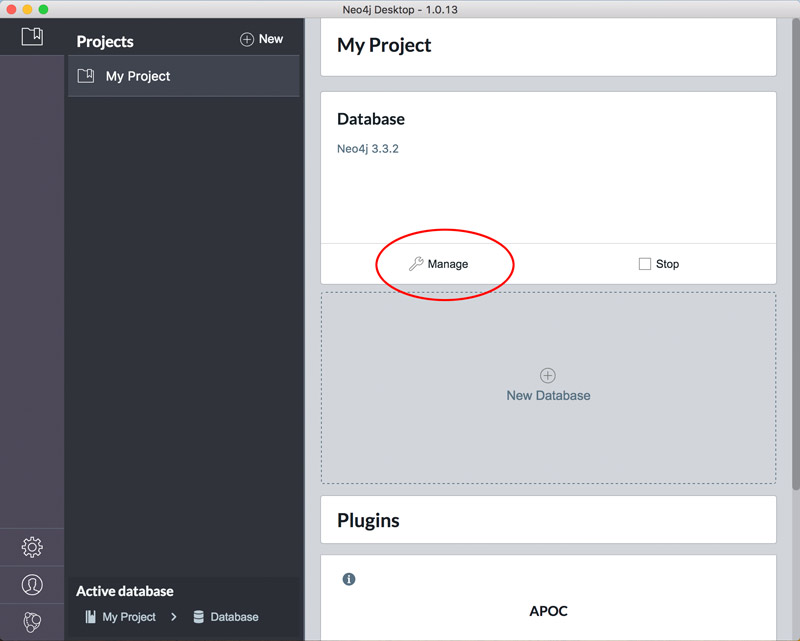 Neo4j Desktop - 1.0.13
Projects
New
My Project
Active database
My Project > Database
My Project
Database
Neo4j 3.3.2
Manage
Stop
New Database
Plugins
APOC